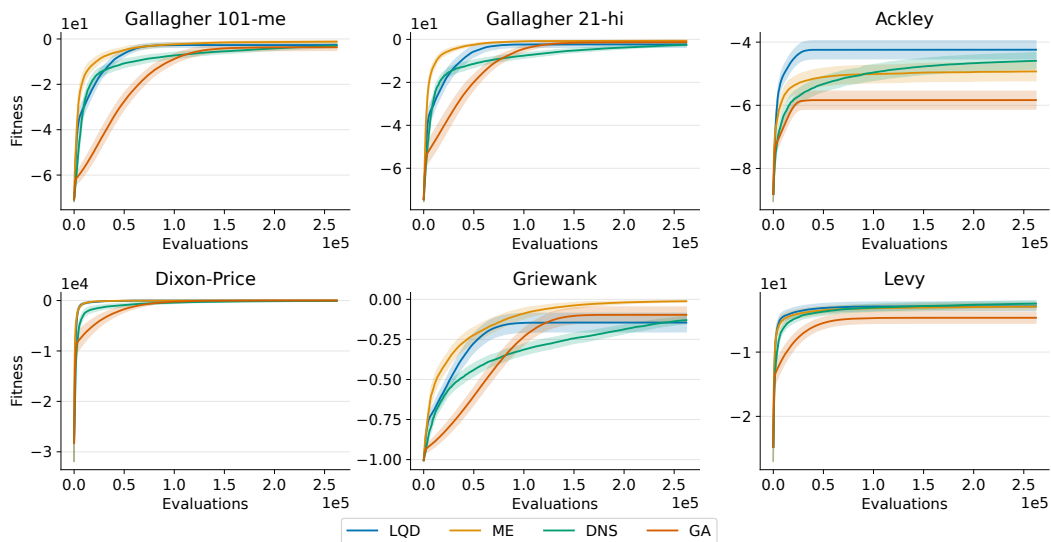 Gallagher 101-me
Gallagher 21-hi
Ackley
1e1
1e1
Fitness
0
−2
−4
−6
0
−2
−4
−6
−4
−6
−8
0.0 0.5 1.0 1.5 2.0 2.5
0.0 0.5 1.0 1.5 2.0 2.5
0.0 0.5 1.0 1.5 2.0 2.5
Evaluations 1e5
Evaluations 1e5
Evaluations 1e5
Dixon-Price
Griewank
Levy
1e4
1e1
Fitness
0
−1
−2
−3
0.00
−0.25
−0.50
−0.75
−1.00
−1
−2
0.0 0.5 1.0 1.5 2.0 2.5
0.0 0.5 1.0 1.5 2.0 2.5
0.0 0.5 1.0 1.5 2.0 2.5
Evaluations 1e5
Evaluations 1e5
Evaluations 1e5
LQD ME DNS GA